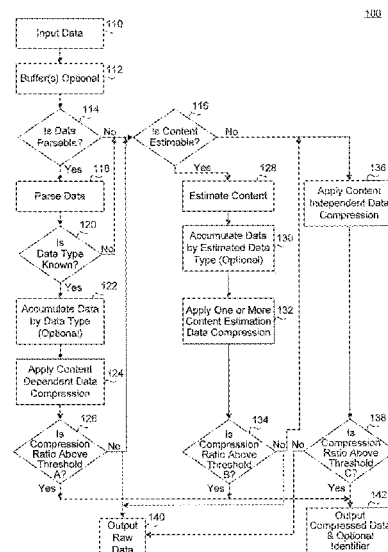 100
Input Data
110
Buffer(s) Optional
112
114
Is Data
Parsable?
No
Yes
116
Is Content
Estimable?
No
Yes
118
Parse Data
120
Is
Data Type
Known?
No
Yes
122
Accumulate Data
by Data Type
(Optional)
124
Apply Content
Dependent Data
Compression
126
Is
Compression
Ratio Above
Threshold
A?
No
Yes
128
Estimate Content
130
Accumulate Data
by Estimated Data
Type (Optional)
132
Apply One or More
Content Estimation
Data Compression
134
Is
Compression
Ratio Above
Threshold
B?
No
Yes
136
Apply Content
Independent Data
Compression
138
Is
Compression
Ratio Above
Threshold
C?
No
Yes
140
Output
Raw
Data
142
Output
Compressed Data
& Optional
Identifier